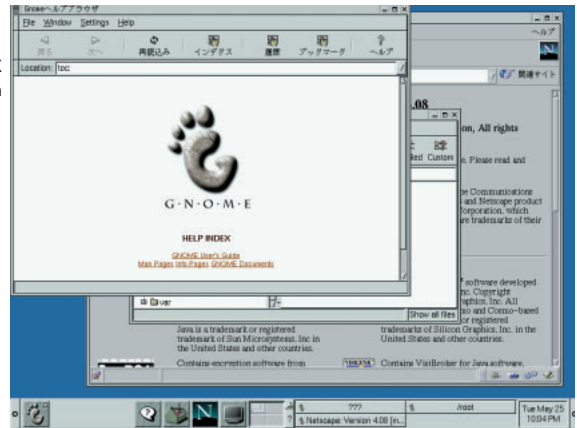 Gnomeヘルプブラウザ
File Window Settings Help
戻る 次へ 再読込み インデクス 履歴 ブックマーク ヘルプ
Location: toc:
G·N·O·M·E
HELP INDEX
GNOME User's Guide
Man Pages Info Pages GNOME Documents
ヘルプ
N
関連サイト
.08
on, All rights
e. Please read and
Custom
pe Communications
and Netscape product
Corporation, which
are trademarks of their
software developed
nc. Copyright
raphics, Inc. All
mo and Cosmo-based
or registered
var
Show all files
Java is a trademark or registered
trademark of Sun Microsystems, Inc in
the United States and other countries.
trademarks of Silicon Graphics, Inc. in the
United States and other countries.
Contains encryption software from
Contains VisiBroker for Java software,
N
???
/root
Netscape: Version 4.08 [in...
Tue May 25
10:04 PM